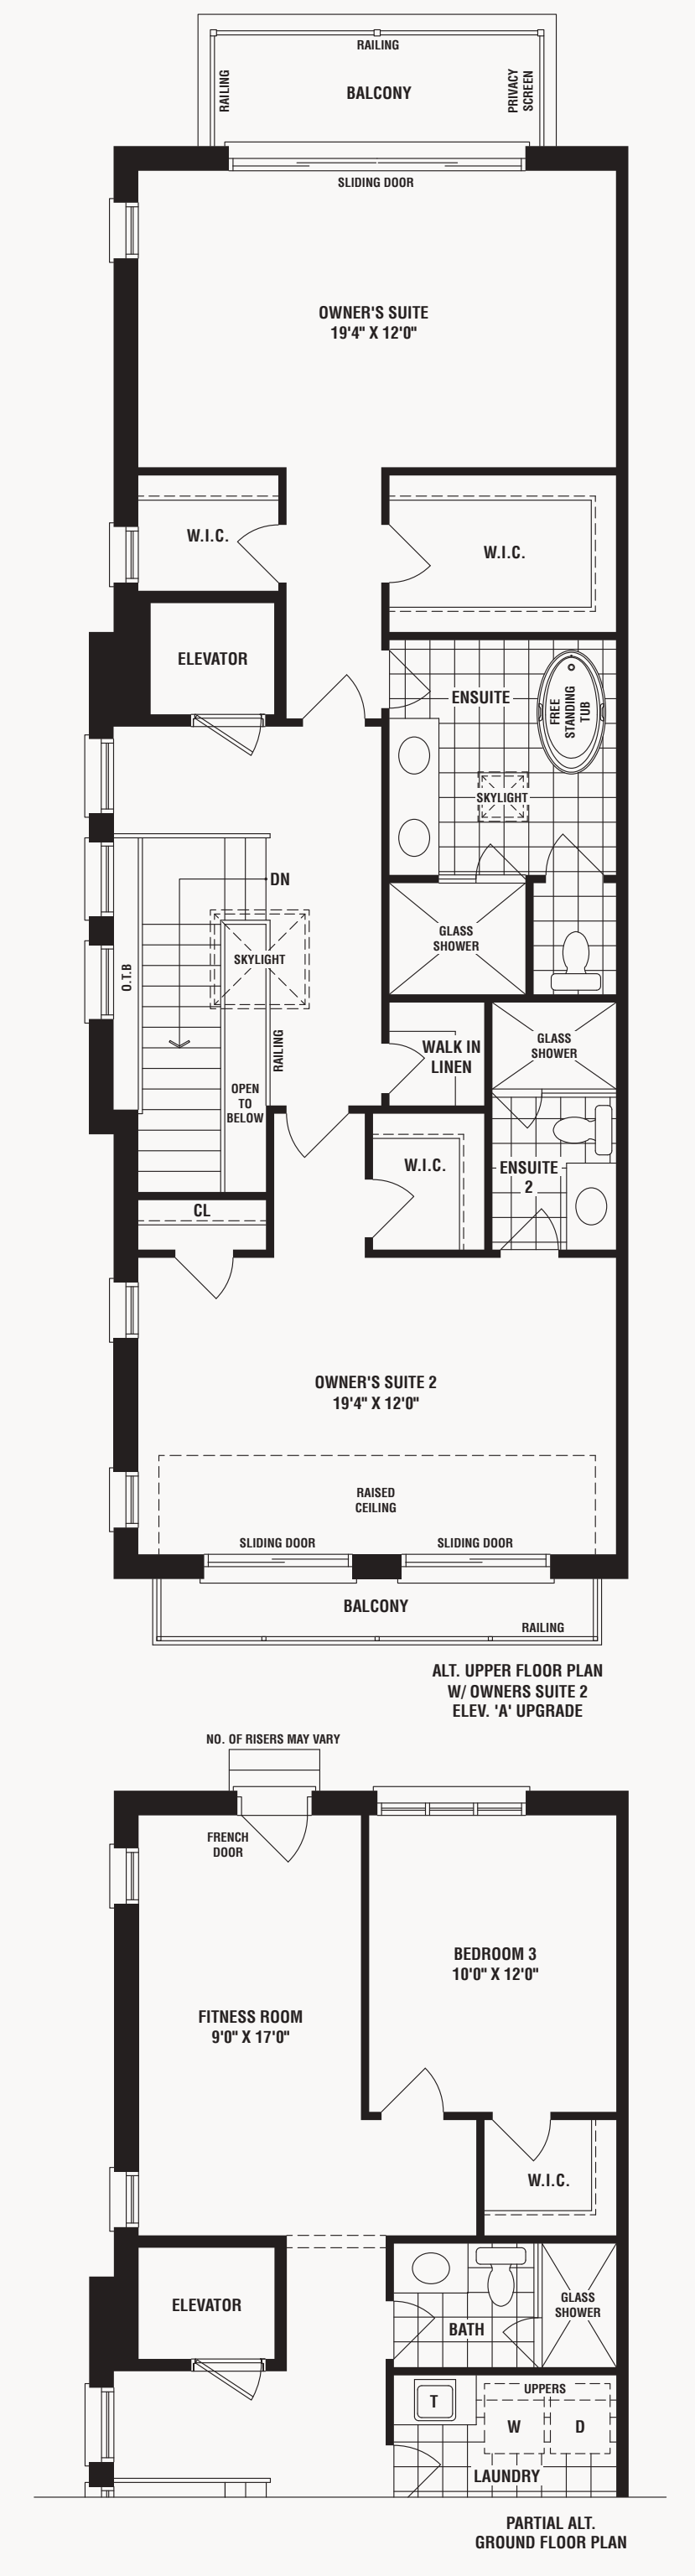 RAILING
RAILING
BALCONY
PRIVACY
SCREEN
SLIDING DOOR
OWNER'S SUITE
19'4" X 12'0"
W.I.C.
W.I.C.
ELEVATOR
ENSUITE
FREE
STANDING
TUB
SKYLIGHT
DN
GLASS
SHOWER
SKYLIGHT
O.T.B
RAILING
WALK IN
LINEN
GLASS
SHOWER
OPEN
TO
BELOW
W.I.C.
ENSUITE
2
CL
OWNER'S SUITE 2
19'4" X 12'0"
RAISED
CEILING
SLIDING DOOR
SLIDING DOOR
BALCONY
RAILING
ALT. UPPER FLOOR PLAN
W/ OWNERS SUITE 2
ELEV. 'A' UPGRADE
NO. OF RISERS MAY VARY
FRENCH
DOOR
BEDROOM 3
10'0" X 12'0"
FITNESS ROOM
9'0" X 17'0"
W.I.C.
ELEVATOR
GLASS
SHOWER
BATH
UPPERS
T
W
D
LAUNDRY
PARTIAL ALT.
GROUND FLOOR PLAN